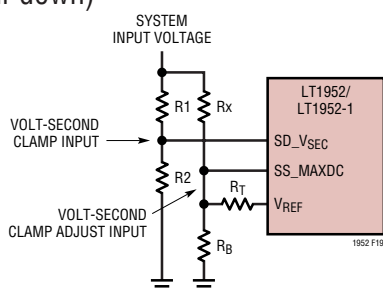 SYSTEM
INPUT VOLTAGE
R1
Rx
LT1952/
LT1952-1
VOLT-SECOND
CLAMP INPUT
SD_VSEC
SS_MAXDC
R2
RT
VREF
VOLT-SECOND
CLAMP ADJUST INPUT
RB
1952 F19